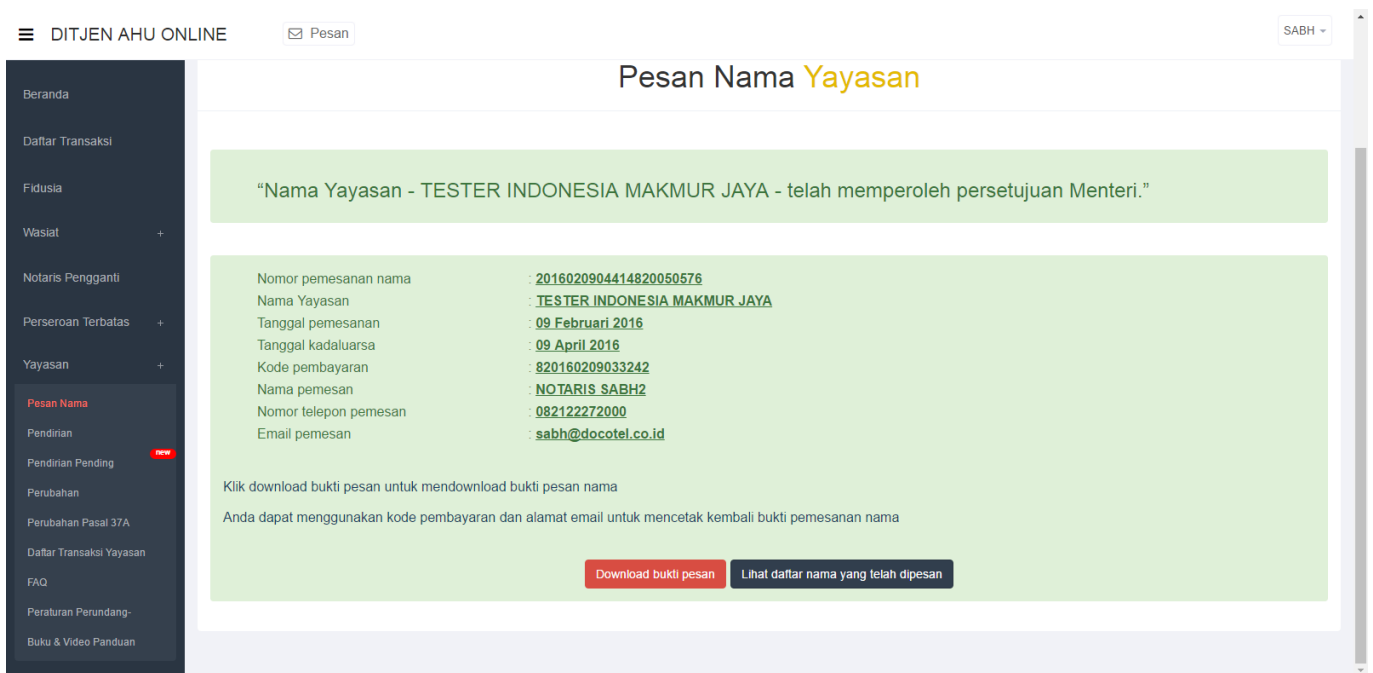 DITJEN AHU ONLINE
Pesan
SABH
Beranda
Daftar Transaksi
Fidusia
Wasiat +
Notaris Pengganti
Perseroan Terbatas +
Yayasan +
Pesan Nama
Pendirian
Pendirian Pending new
Perubahan
Perubahan Pasal 37A
Daftar Transaksi Yayasan
FAQ
Peraturan Perundang-
Buku & Video Panduan
Pesan Nama Yayasan
“Nama Yayasan - TESTER INDONESIA MAKMUR JAYA - telah memperoleh persetujuan Menteri.”
Nomor pemesanan nama : 2016020904414820050576
Nama Yayasan : TESTER INDONESIA MAKMUR JAYA
Tanggal pemesanan : 09 Februari 2016
Tanggal kadaluarsa : 09 April 2016
Kode pembayaran : 820160209033242
Nama pemesan : NOTARIS SABH2
Nomor telepon pemesan : 082122272000
Email pemesan : sabh@docotel.co.id
Klik download bukti pesan untuk mendownload bukti pesan nama
Anda dapat menggunakan kode pembayaran dan alamat email untuk mencetak kembali bukti pemesanan nama
Download bukti pesan
Lihat daftar nama yang telah dipesan